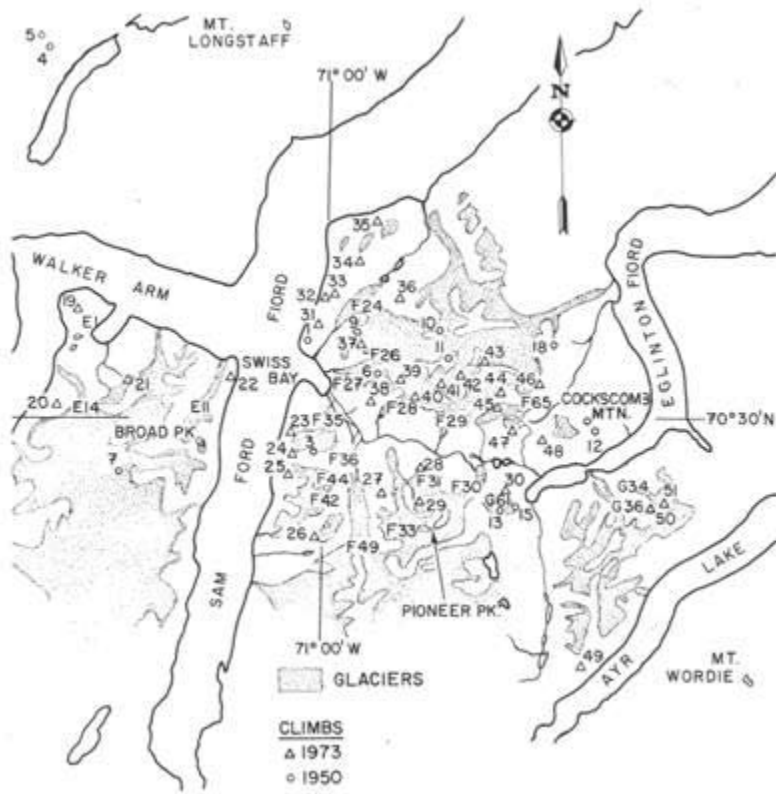 MT.
LONGSTAFF
5
4
71° 00' W
N
35
34
WALKER ARM
FIORD
33
32
36
EGLINTON FIORD
19
31
F24
E1
1
9
10
18
37
11
43
SWISS
BAY
F26
6
39
42
44
46
21
22
F27
38
41
COCKSCOMB
MTN.
20
E14
E11
F28
40
45
F65
70° 30' N
BROAD PK.
23
F35
F29
12
FORD
24
3
47
48
7
25
F36
28
30
F44
27
F31
F30
G34
51
F42
29
G61
G36
50
26
F33
13
15
F49
SAM
PIONEER PK.
LAKE
71° 00' W
49
MT.
WORDIE
GLACIERS
AYR
CLIMBS
1973
1950